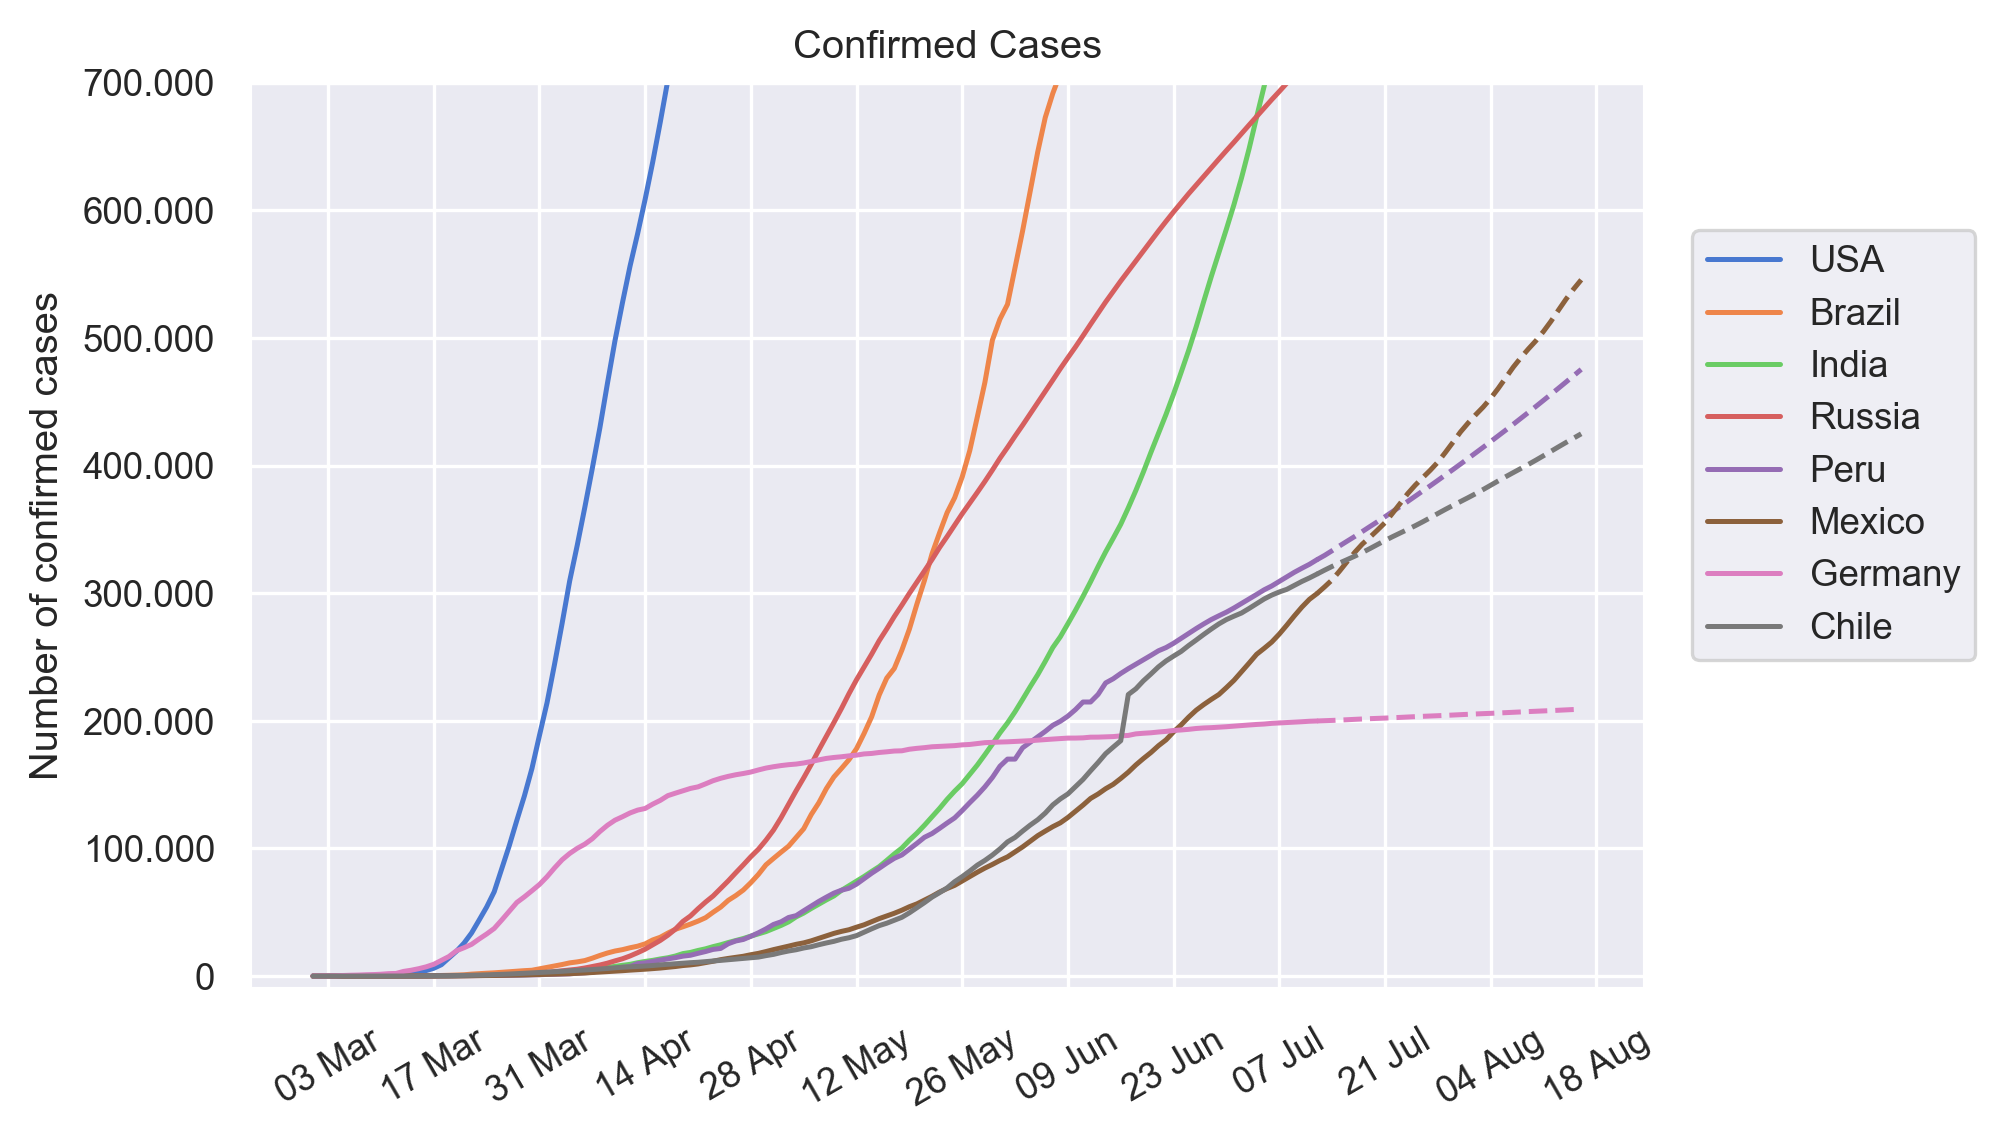 Confirmed Cases
Number of confirmed cases
700.000
600.000
500.000
400.000
300.000
200.000
100.000
0
03 Mar
17 Mar
31 Mar
14 Apr
28 Apr
12 May
26 May
09 Jun
23 Jun
07 Jul
21 Jul
04 Aug
18 Aug
USA
Brazil
India
Russia
Peru
Mexico
Germany
Chile